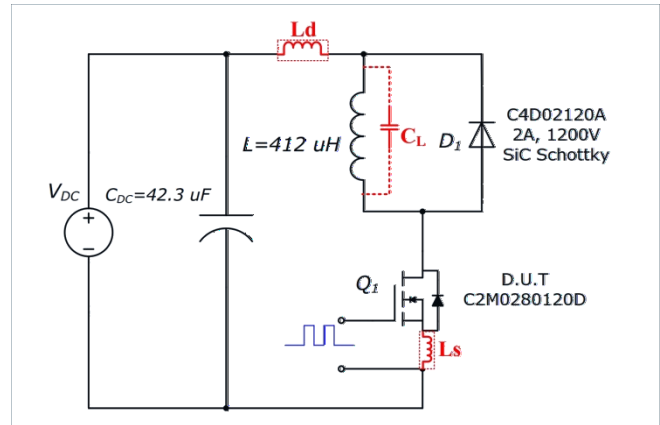 Ld
C4D02120A
2A, 1200V
SiC Schottky
L=412 uH
CL
D1
VDC
CDC=42.3 uF
+
−
Q1
D.U.T
C2M0280120D
Ls